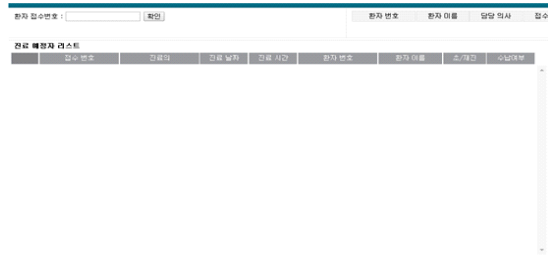 환자 접수번호 : 확인 환자 번호 환자 이름 담당 의사 접수
진료 예정자 리스트
접수 번호 진료의 진료 날짜 진료 시간 환자 번호 환자 이름 초/재진 수납여부